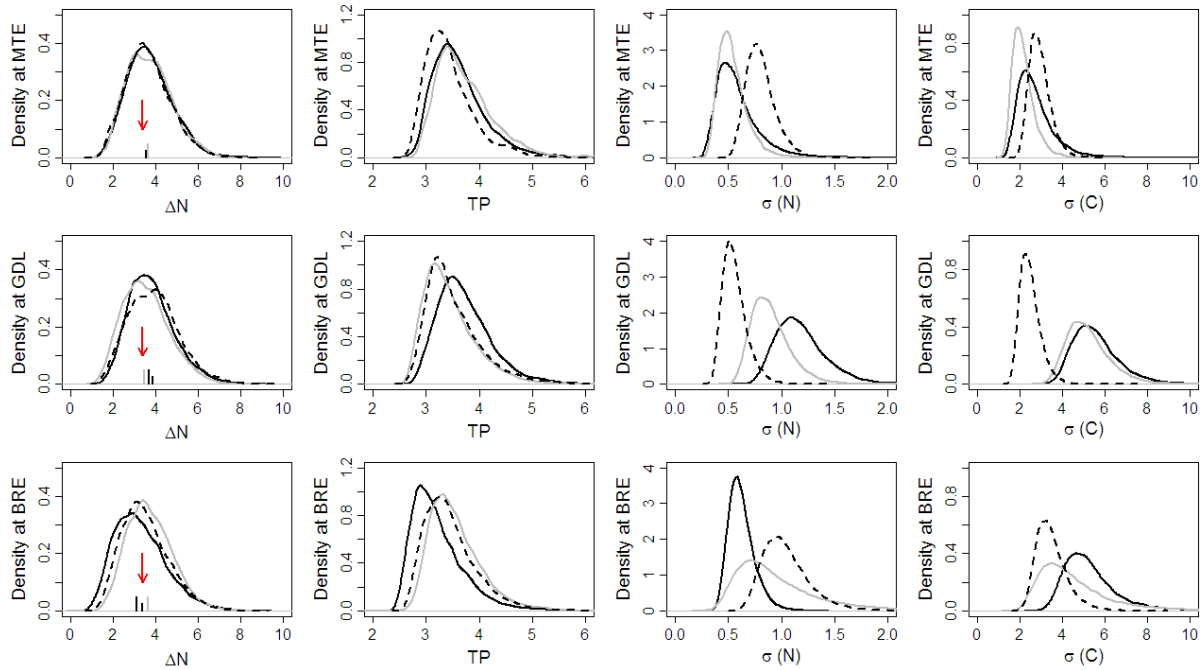 Density at MTE
0.0 0.2 0.4
0 2 4 6 8 10
ΔN
Density at MTE
0.0 0.4 0.8 1.2
2 3 4 5 6
TP
Density at MTE
0 1 2 3 4
0.0 0.5 1.0 1.5 2.0
σ (N)
Density at MTE
0.0 0.4 0.8
0 2 4 6 8 10
σ (C)
Density at GDL
0.0 0.2 0.4
0 2 4 6 8 10
ΔN
Density at GDL
0.0 0.4 0.8 1.2
2 3 4 5 6
TP
Density at GDL
0 1 2 3 4
0.0 0.5 1.0 1.5 2.0
σ (N)
Density at GDL
0.0 0.4 0.8
0 2 4 6 8 10
σ (C)
Density at BRE
0.0 0.2 0.4
0 2 4 6 8 10
ΔN
Density at BRE
0.0 0.4 0.8 1.2
2 3 4 5 6
TP
Density at BRE
0 1 2 3 4
0.0 0.5 1.0 1.5 2.0
σ (N)
Density at BRE
0.0 0.4 0.8
0 2 4 6 8 10
σ (C)